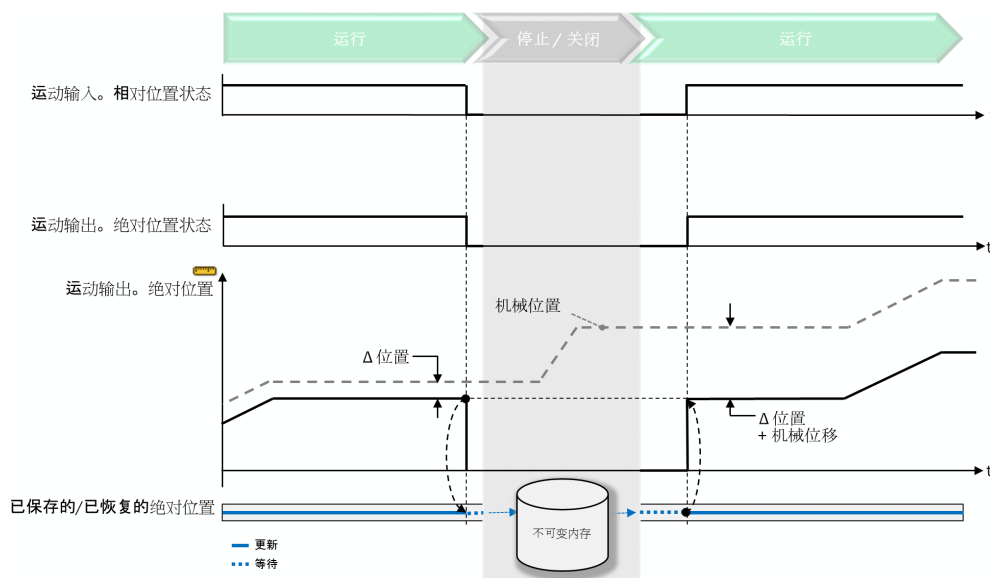 运行
停止 / 关闭
运行
运动输入。相对位置状态
运动输出。绝对位置状态
t
运动输出。绝对位置
机械位置
Δ 位置
Δ 位置
+ 机械位移
t
已保存的/已恢复的绝对位置
不可变内存
更新
等待